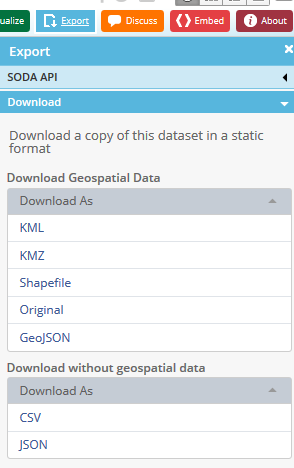 ualize Export Discuss Embed About
Export
SODA API
Download
Download a copy of this dataset in a static
format
Download Geospatial Data
Download As
KML
KMZ
Shapefile
Original
GeoJSON
Download without geospatial data
Download As
CSV
JSON